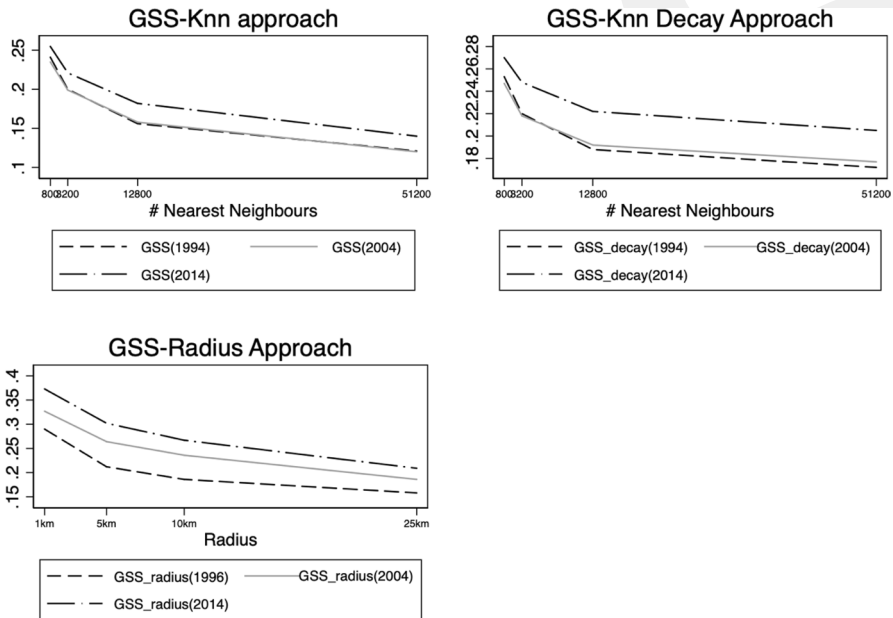 GSS-Knn approach
.25
.2
.15
.1
800 3200 12800 51200
# Nearest Neighbours
GSS(1994) GSS(2004)
GSS(2014)
GSS-Knn Decay Approach
.28
.26
.24
.22
.2
.18
800 3200 12800 51200
# Nearest Neighbours
GSS_decay(1994) GSS_decay(2004)
GSS_decay(2014)
GSS-Radius Approach
.4
.35
.3
.25
.2
.15
1km 5km 10km 25km
Radius
GSS_radius(1996) GSS_radius(2004)
GSS_radius(2014)